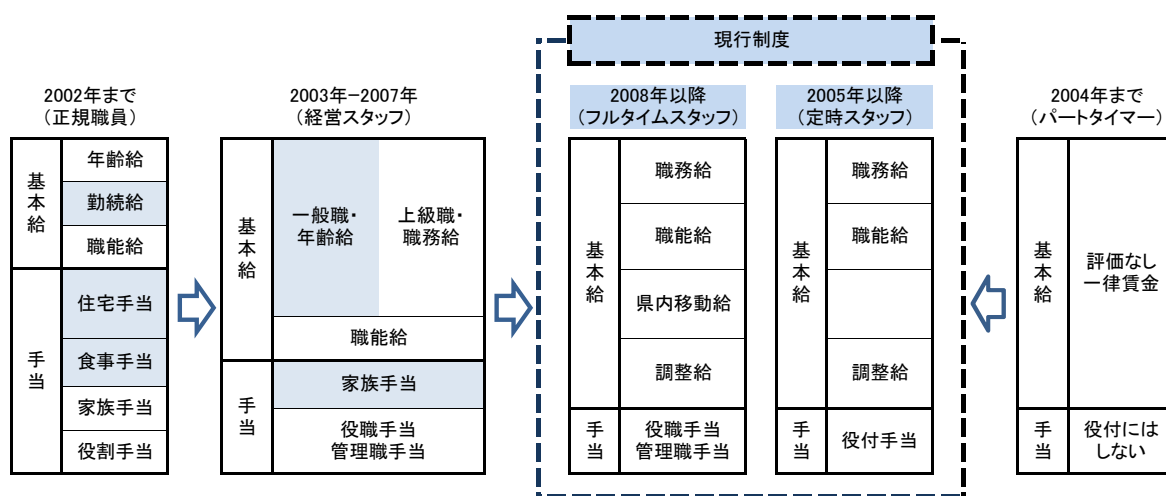 現行制度
2002年まで
(正規職員)
基本給
年齢給
勤続給
職能給
手当
住宅手当
食事手当
家族手当
役割手当
2003年−2007年
(経営スタッフ)
基本給
一般職・
年齢給
上級職・
職務給
職能給
手当
家族手当
役職手当
管理職手当
2008年以降
(フルタイムスタッフ)
基本給
職務給
職能給
県内移動給
調整給
手当
役職手当
管理職手当
2005年以降
(定時スタッフ)
基本給
職務給
職能給
調整給
手当
役付手当
2004年まで
(パートタイマー)
基本給
評価なし
一律賃金
手当
役付には
しない